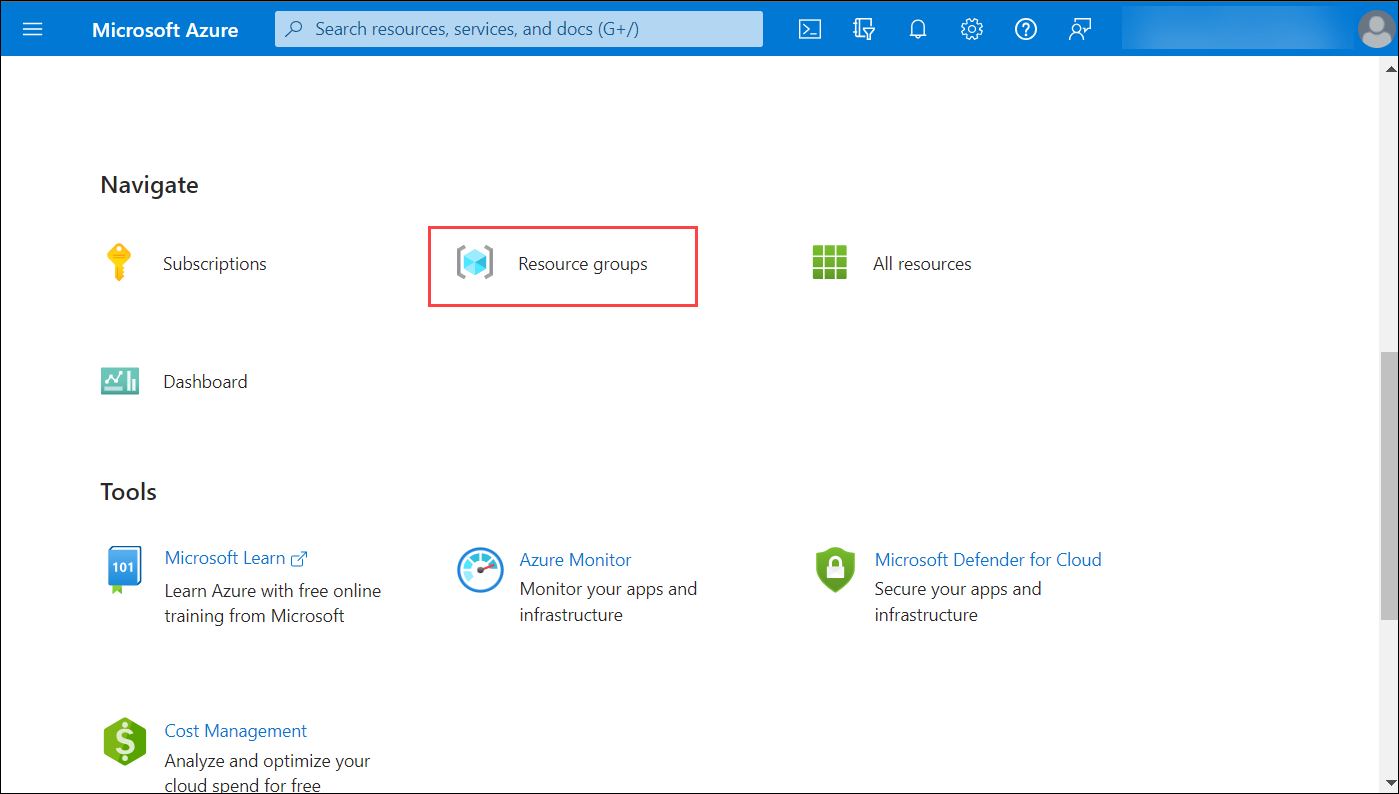 Microsoft Azure
Search resources, services, and docs (G+/)
Navigate
Subscriptions
Resource groups
All resources
Dashboard
Tools
101
Microsoft Learn
Learn Azure with free online
training from Microsoft
Azure Monitor
Monitor your apps and
infrastructure
Microsoft Defender for Cloud
Secure your apps and
infrastructure
$
Cost Management
Analyze and optimize your
cloud spend for free